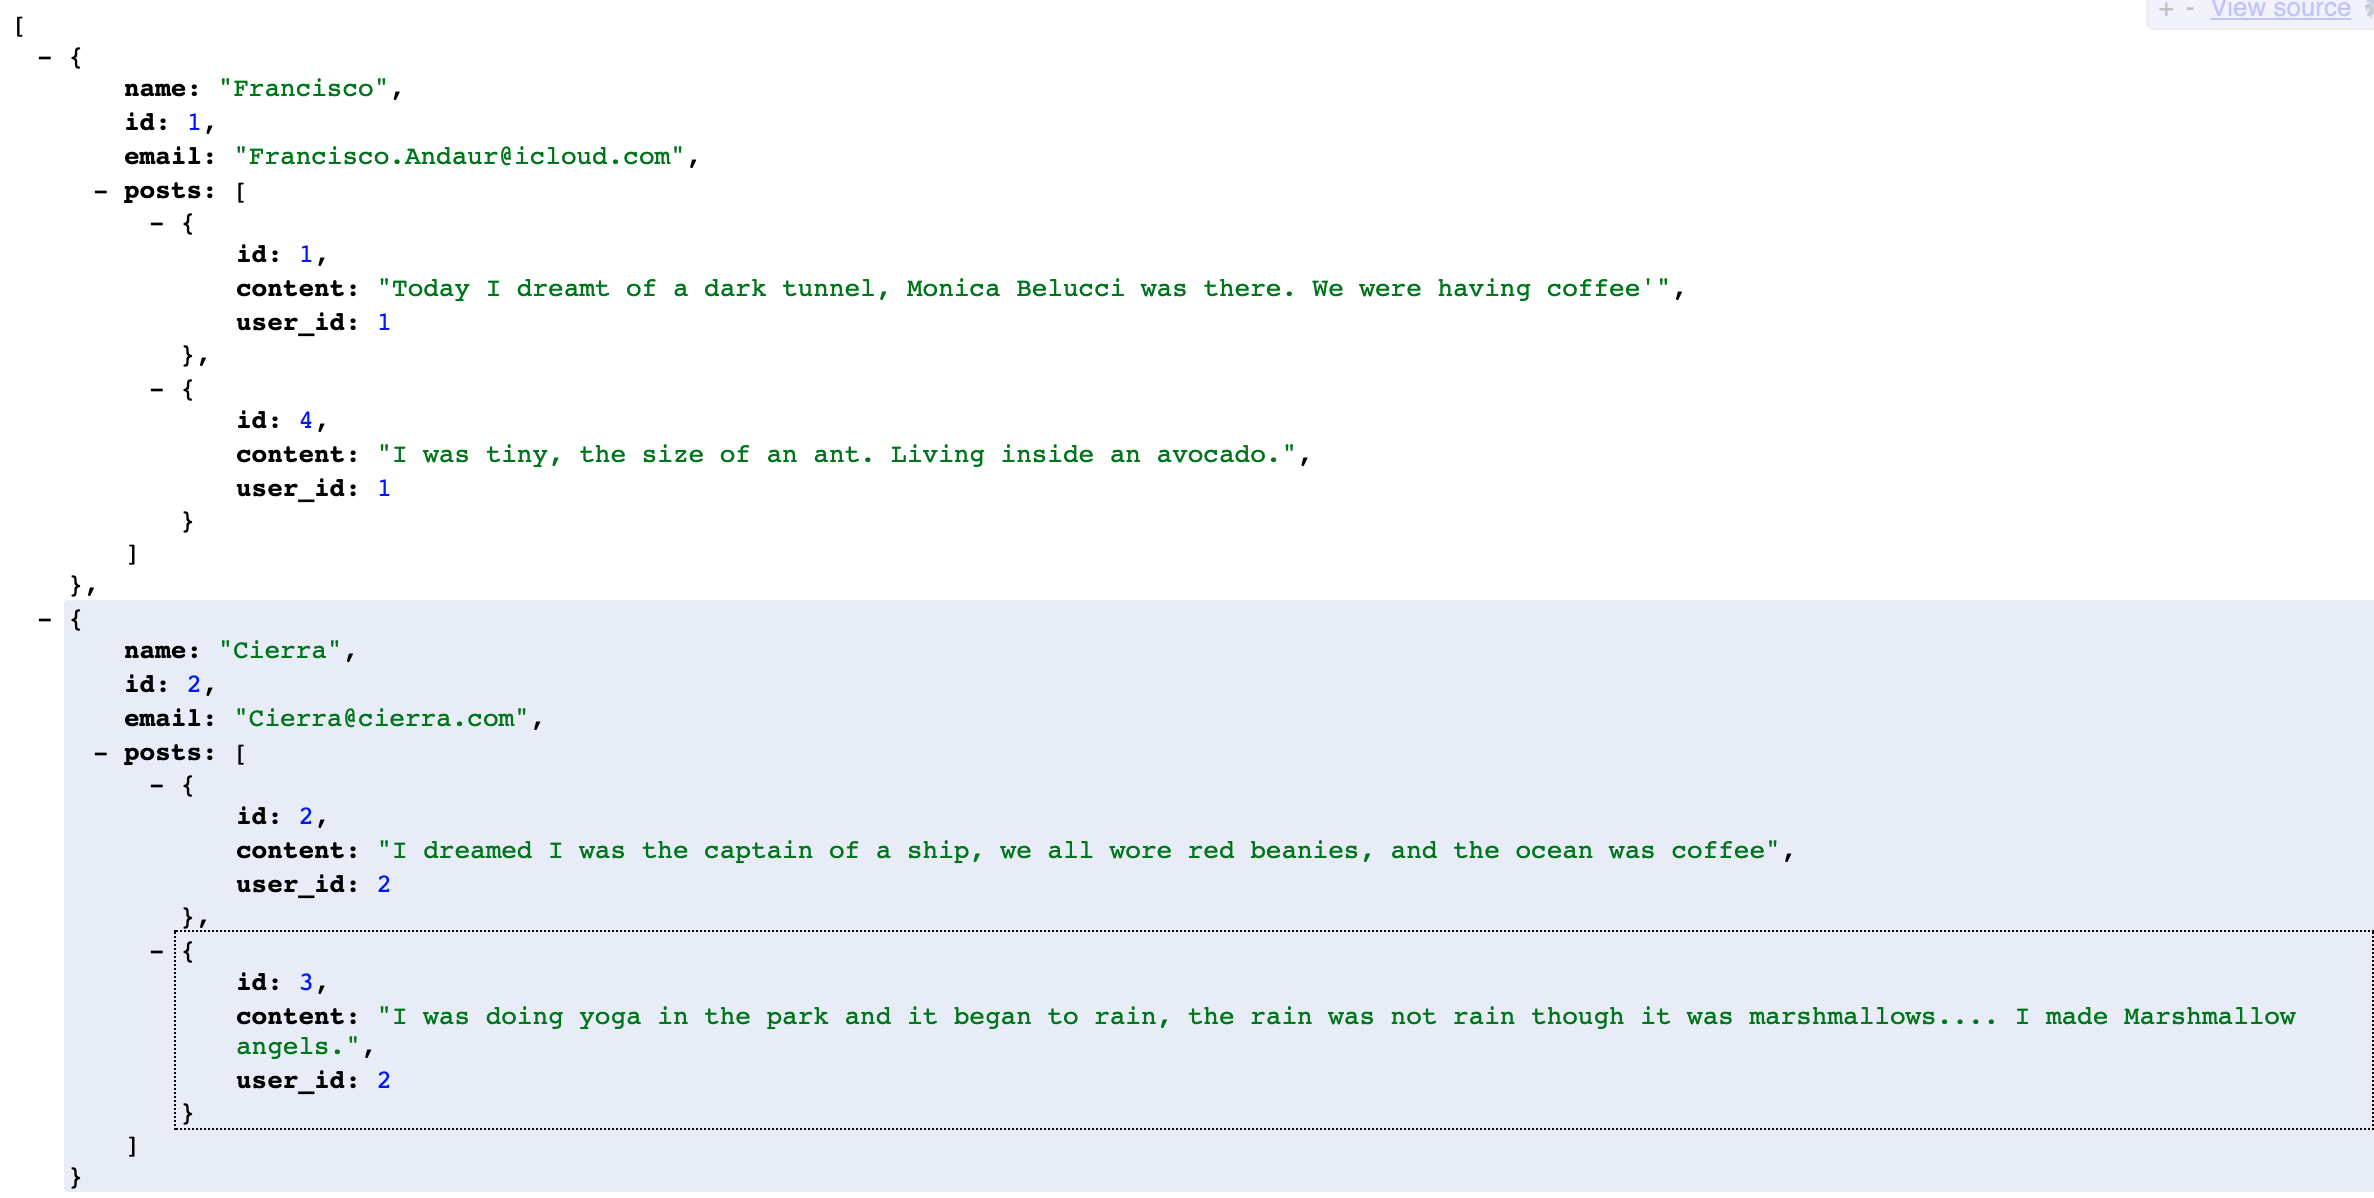 + - View source
[
- {
name: "Francisco",
id: 1,
email: "Francisco.Andaur@icloud.com",
- posts: [
- {
id: 1,
content: "Today I dreamt of a dark tunnel, Monica Belucci was there. We were having coffee'",
user_id: 1
},
- {
id: 4,
content: "I was tiny, the size of an ant. Living inside an avocado.",
user_id: 1
}
]
},
- {
name: "Cierra",
id: 2,
email: "Cierra@cierra.com",
- posts: [
- {
id: 2,
content: "I dreamed I was the captain of a ship, we all wore red beanies, and the ocean was coffee",
user_id: 2
},
- {
id: 3,
content: "I was doing yoga in the park and it began to rain, the rain was not rain though it was marshmallows.... I made Marshmallow
angels.",
user_id: 2
}
]
}